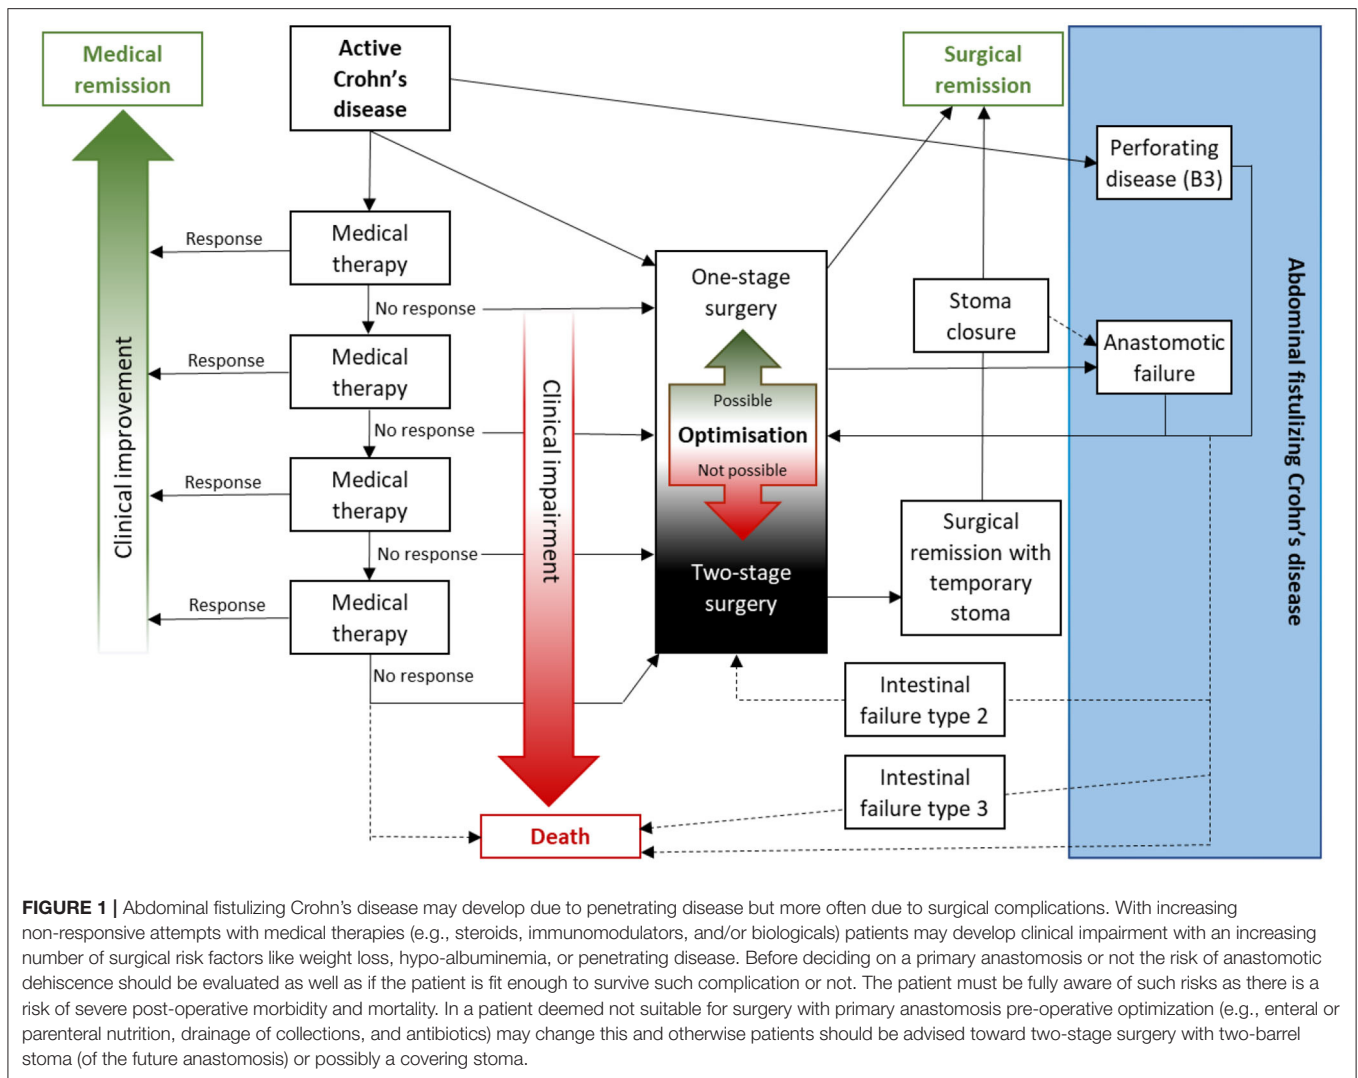 Medical
remission
Active
Crohn's
disease
Surgical
remission
Perforating
disease (B3)
Response
Medical
therapy
No response
Response
Medical
therapy
No response
Response
Medical
therapy
No response
Response
Medical
therapy
No response
Clinical improvement
Clinical impairment
One-stage
surgery
Possible
Optimisation
Not possible
Two-stage
surgery
Stoma
closure
Anastomotic
failure
Surgical
remission with
temporary
stoma
Intestinal
failure type 2
Intestinal
failure type 3
Death
Abdominal fistulizing Crohn's disease
FIGURE 1 | Abdominal fistulizing Crohn's disease may develop due to penetrating disease but more often due to surgical complications. With increasing
non-responsive attempts with medical therapies (e.g., steroids, immunomodulators, and/or biologicals) patients may develop clinical impairment with an increasing
number of surgical risk factors like weight loss, hypo-albuminemia, or penetrating disease. Before deciding on a primary anastomosis or not the risk of anastomotic
dehiscence should be evaluated as well as if the patient is fit enough to survive such complication or not. The patient must be fully aware of such risks as there is a
risk of severe post-operative morbidity and mortality. In a patient deemed not suitable for surgery with primary anastomosis pre-operative optimization (e.g., enteral or
parenteral nutrition, drainage of collections, and antibiotics) may change this and otherwise patients should be advised toward two-stage surgery with two-barrel
stoma (of the future anastomosis) or possibly a covering stoma.